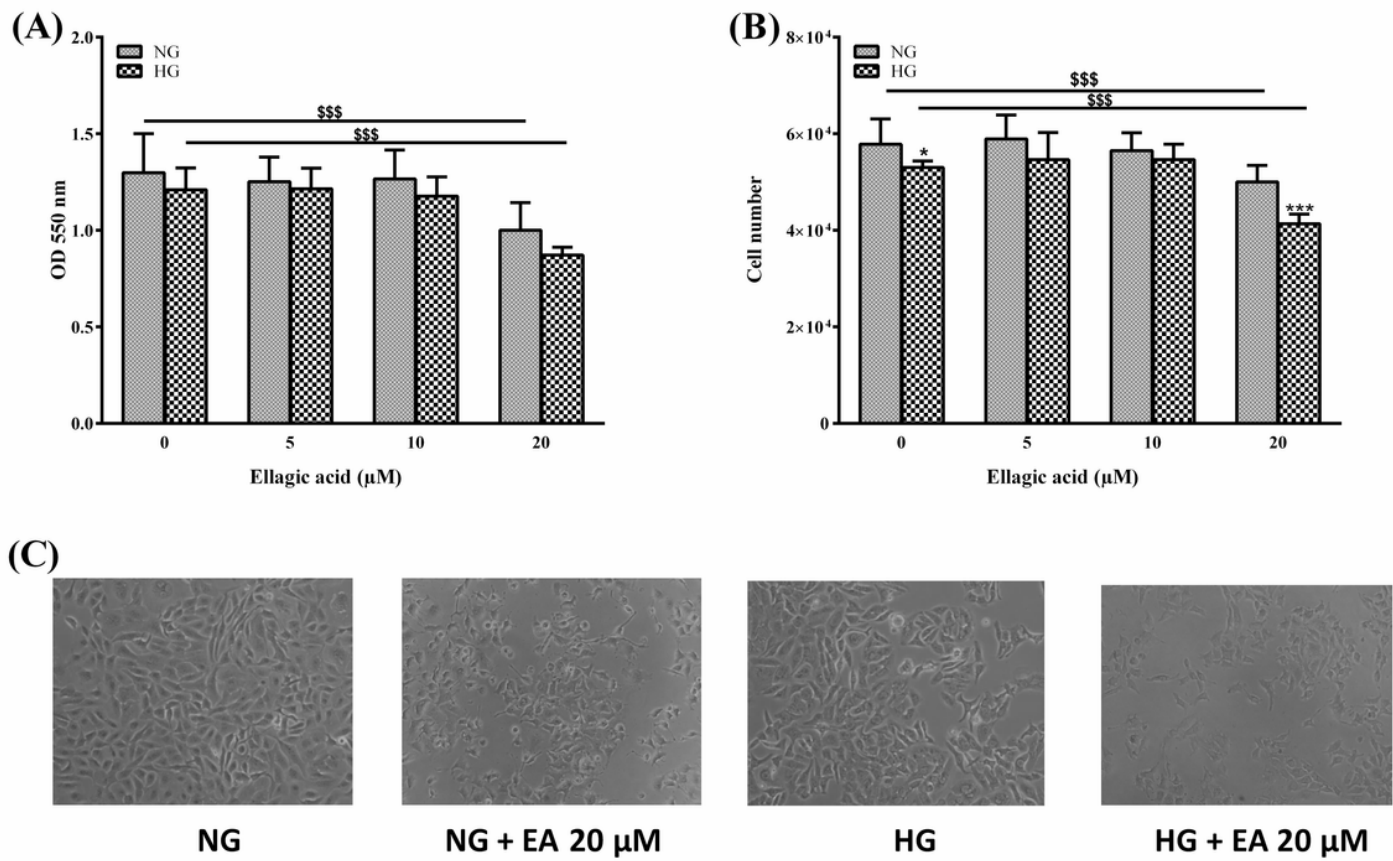 (A)
2.0
1.5
1.0
0.5
0.0
OD 550 nm
NG
HG
$$$
$$$
0 5 10 20
Ellagic acid (µM)
(B)
8×10⁴
6×10⁴
4×10⁴
2×10⁴
0
Cell number
NG
HG
$$$
$$$
*
***
0 5 10 20
Ellagic acid (µM)
(C)
NG
NG + EA 20 µM
HG
HG + EA 20 µM